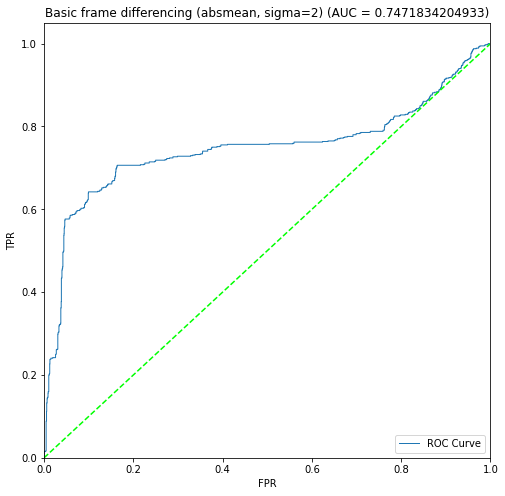 Basic frame differencing (absmean, sigma=2) (AUC = 0.7471834204933)
1.0
0.8
0.6
0.4
0.2
0.0
TPR
0.0 0.2 0.4 0.6 0.8 1.0
FPR
ROC Curve